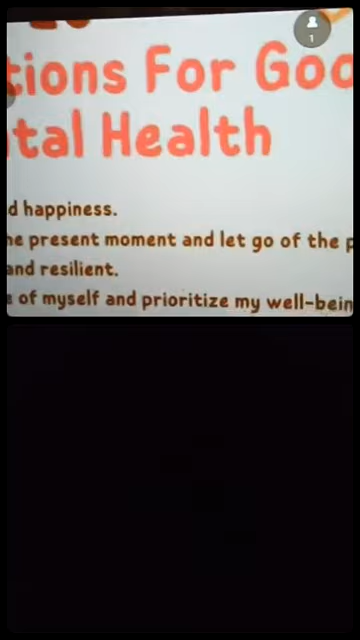 tions For Goo
tal Health
d happiness.
he present moment and let go of the p
and resilient.
of myself and prioritize my well-bein
1